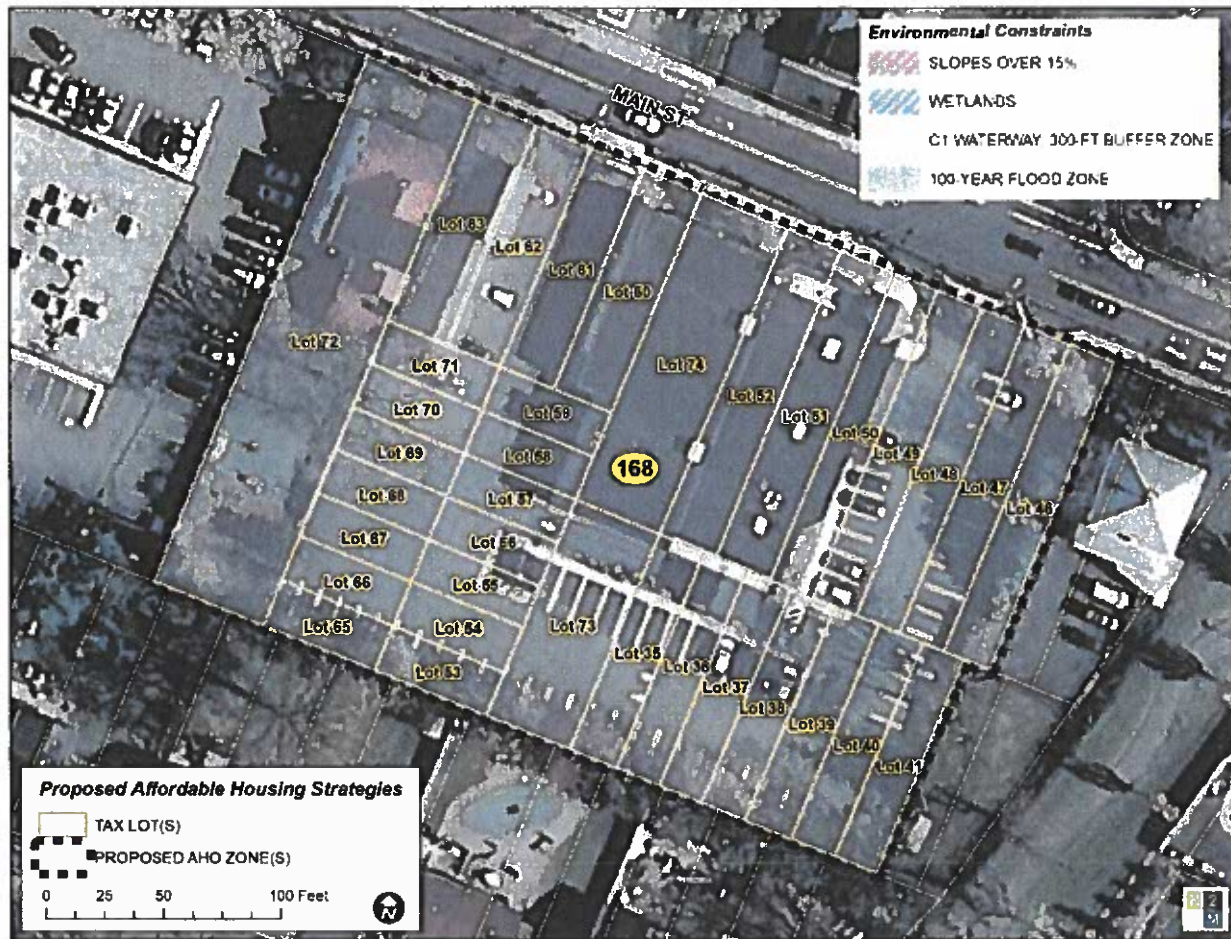 Environmental Constraints
SLOPES OVER 15%
WETLANDS
C1 WATERWAY 300-FT BUFFER ZONE
100-YEAR FLOOD ZONE
MAIN ST
Lot 63
Lot 62
Lot 61
Lot 60
Lot 72
Lot 71
Lot 74
Lot 70
Lot 59
Lot 52
Lot 51
Lot 50
Lot 49
Lot 48
Lot 47
Lot 46
Lot 69
Lot 58
168
Lot 68
Lot 57
Lot 67
Lot 56
Lot 66
Lot 55
Lot 65
Lot 54
Lot 73
Lot 53
Lot 35
Lot 36
Lot 37
Lot 38
Lot 39
Lot 40
Lot 41
Proposed Affordable Housing Strategies
TAX LOT(S)
PROPOSED AHO ZONE(S)
0 25 50 100 Feet
N